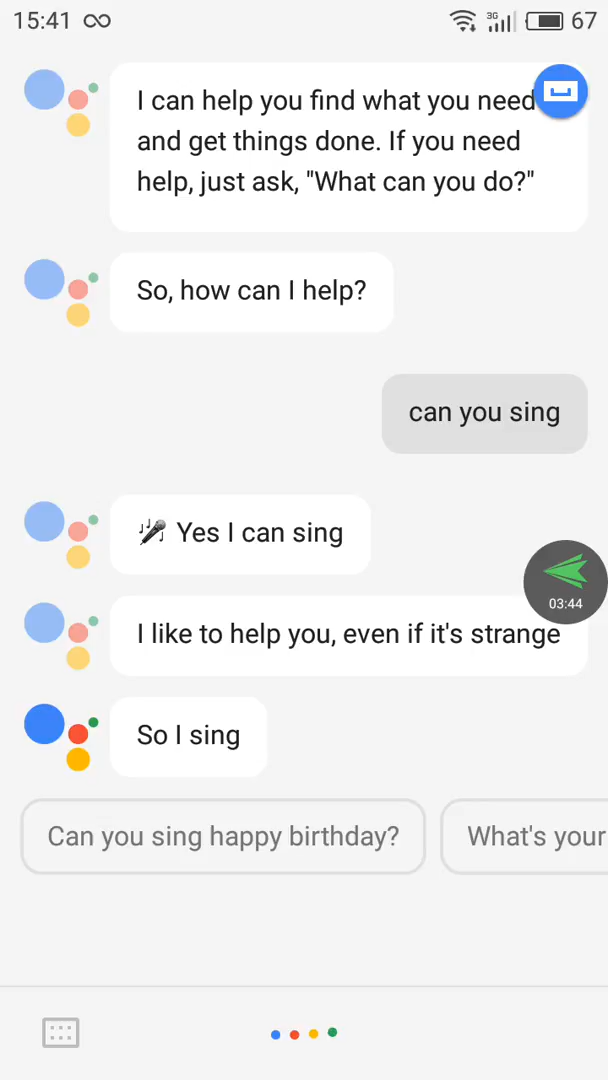 15:41 3G 67
I can help you find what you need
and get things done. If you need
help, just ask, "What can you do?"
So, how can I help?
can you sing
Yes I can sing
03:44
I like to help you, even if it's strange
So I sing
Can you sing happy birthday? What's your